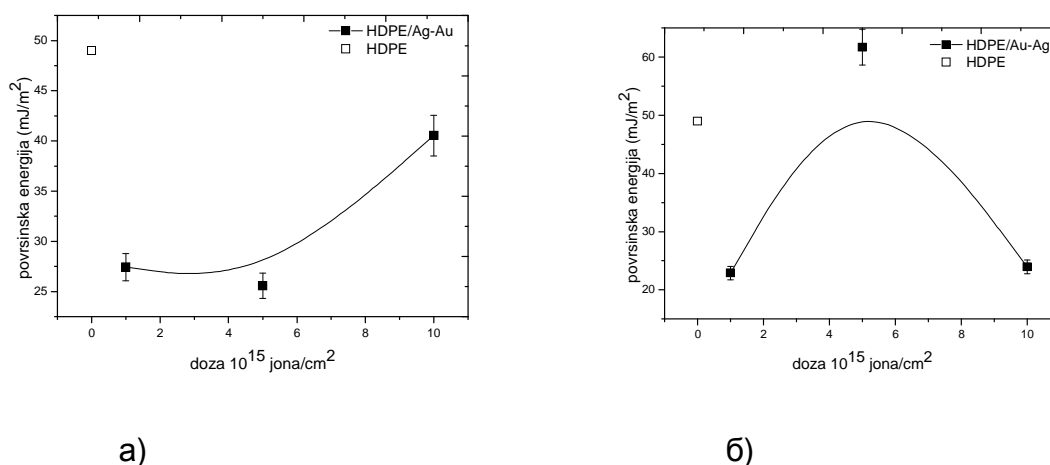 HDPE/Ag-Au
HDPE
50
45
40
35
30
25
povrsinska energija (mJ/m²)
0 2 4 6 8 10
doza 10¹⁵ jona/cm²
а)
HDPE/Au-Ag
HDPE
60
50
40
30
20
povrsinska energija (mJ/m²)
0 2 4 6 8 10
doza 10¹⁵ jona/cm²
б)